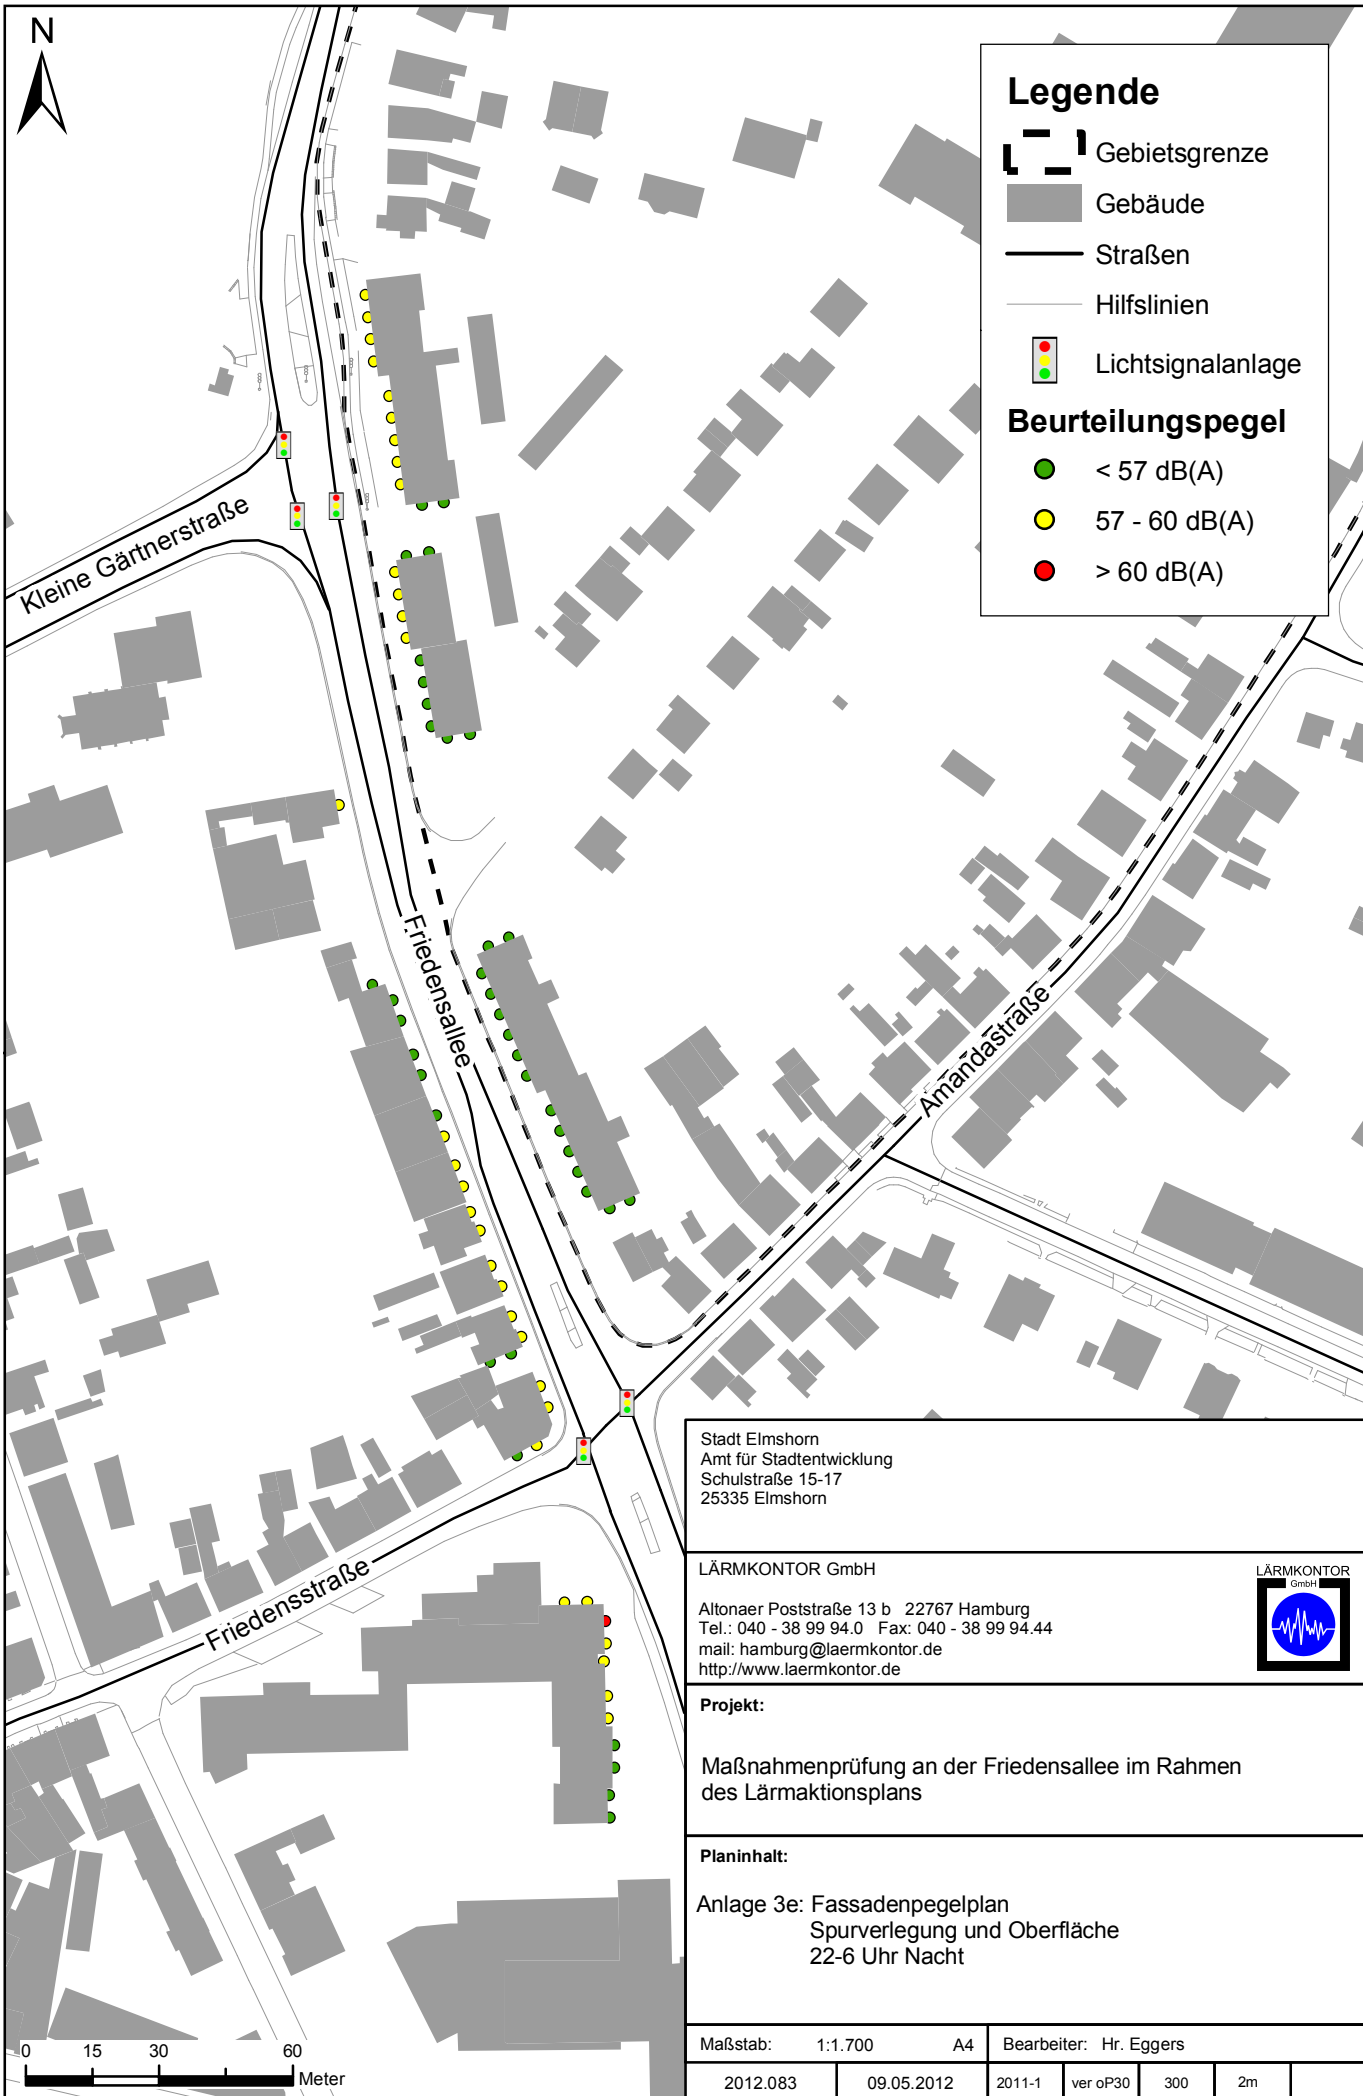 N
Legende
Gebietsgrenze
Gebäude
Straßen
Hilfslinien
Lichtsignalanlage
Beurteilungspegel
< 57 dB(A)
57 - 60 dB(A)
> 60 dB(A)
Kleine Gärtnerstraße
Friedensallee
Amandastraße
Friedensstraße
Stadt Elmshorn
Amt für Stadtentwicklung
Schulstraße 15-17
25335 Elmshorn
LÄRMKONTOR GmbH
Altonaer Poststraße 13 b 22767 Hamburg
Tel.: 040 - 38 99 94.0 Fax: 040 - 38 99 94.44
mail: hamburg@laermkontor.de
http://www.laermkontor.de
LÄRMKONTOR
GmbH
Projekt:
Maßnahmenprüfung an der Friedensallee im Rahmen
des Lärmaktionsplans
Planinhalt:
Anlage 3e: Fassadenpegelplan
Spurverlegung und Oberfläche
22-6 Uhr Nacht
Maßstab: 1:1.700 A4 Bearbeiter: Hr. Eggers
2012.083 09.05.2012 2011-1 ver oP30 300 2m
0 15 30 60
Meter